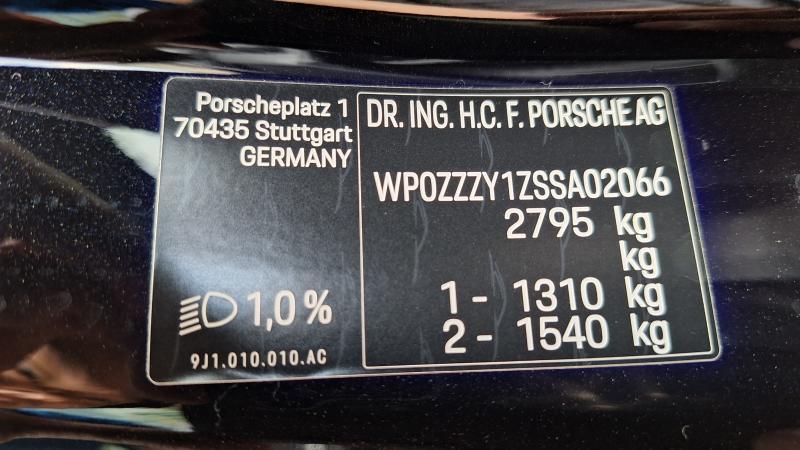 Porscheplatz 1
70435 Stuttgart
GERMANY
1,0%
9J1.010.010.AC
DR. ING. H.C. F. PORSCHE AG
WP0ZZZY1ZSSA02066
2795 kg
kg
1 - 1310 kg
2 - 1540 kg